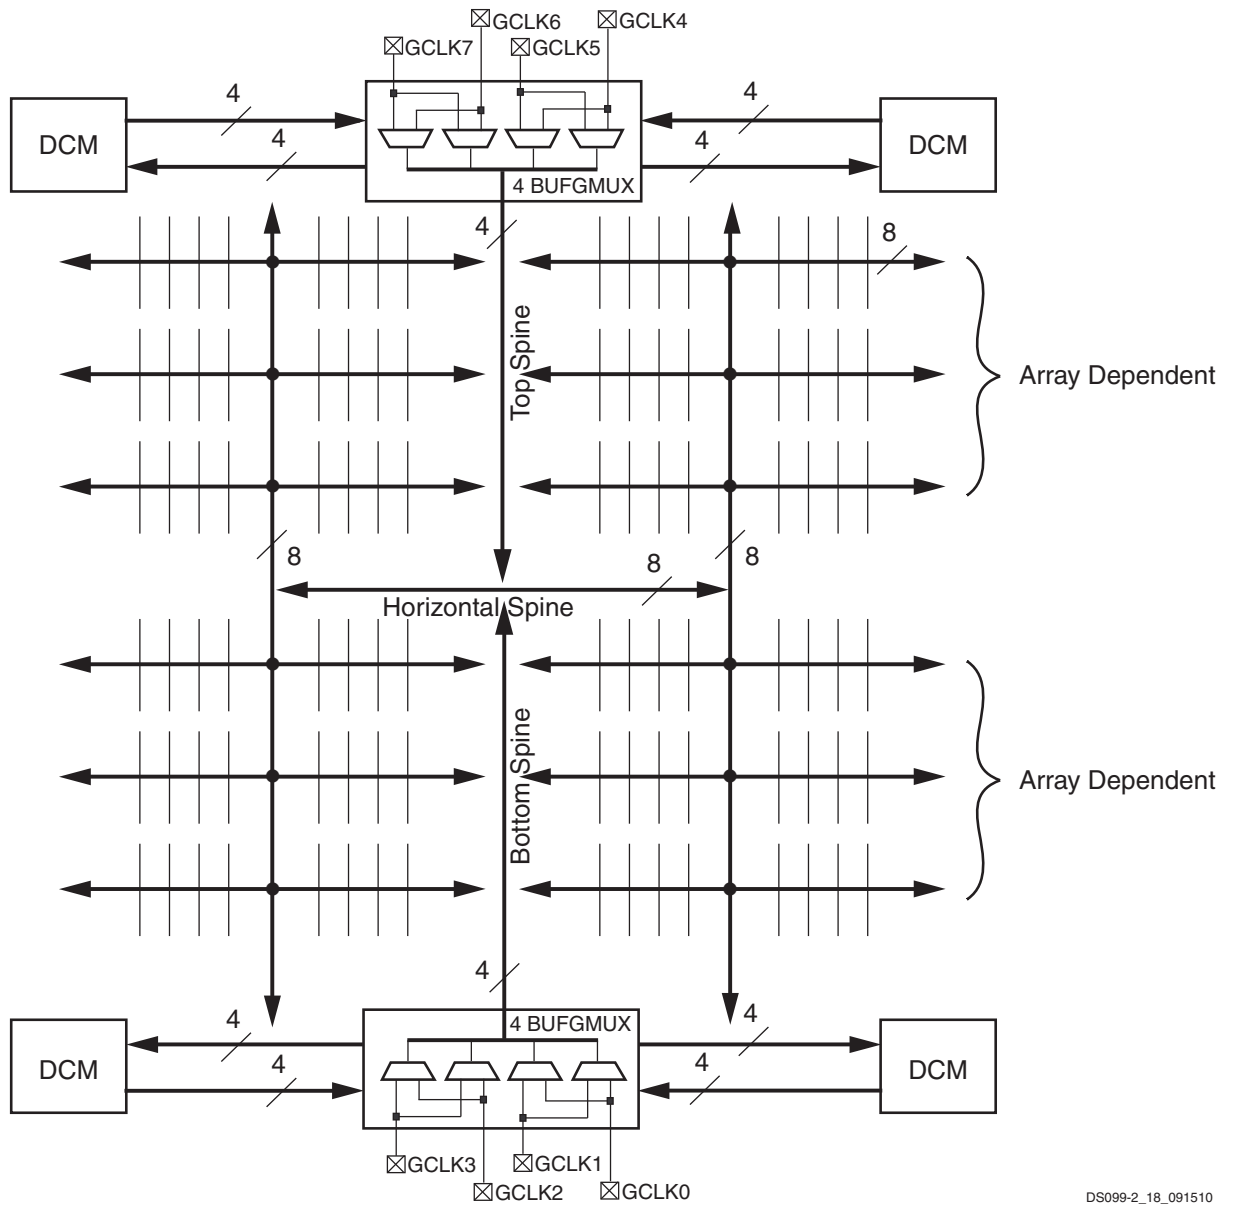 GCLK6
GCLK4
GCLK7
GCLK5
4
4
DCM
DCM
4
4
4 BUFGMUX
4
8
Top Spine
Array Dependent
8
8
8
Horizontal Spine
Bottom Spine
Array Dependent
4
4
4 BUFGMUX
4
DCM
4
4
DCM
GCLK3
GCLK1
GCLK2
GCLK0
DS099-2_18_091510